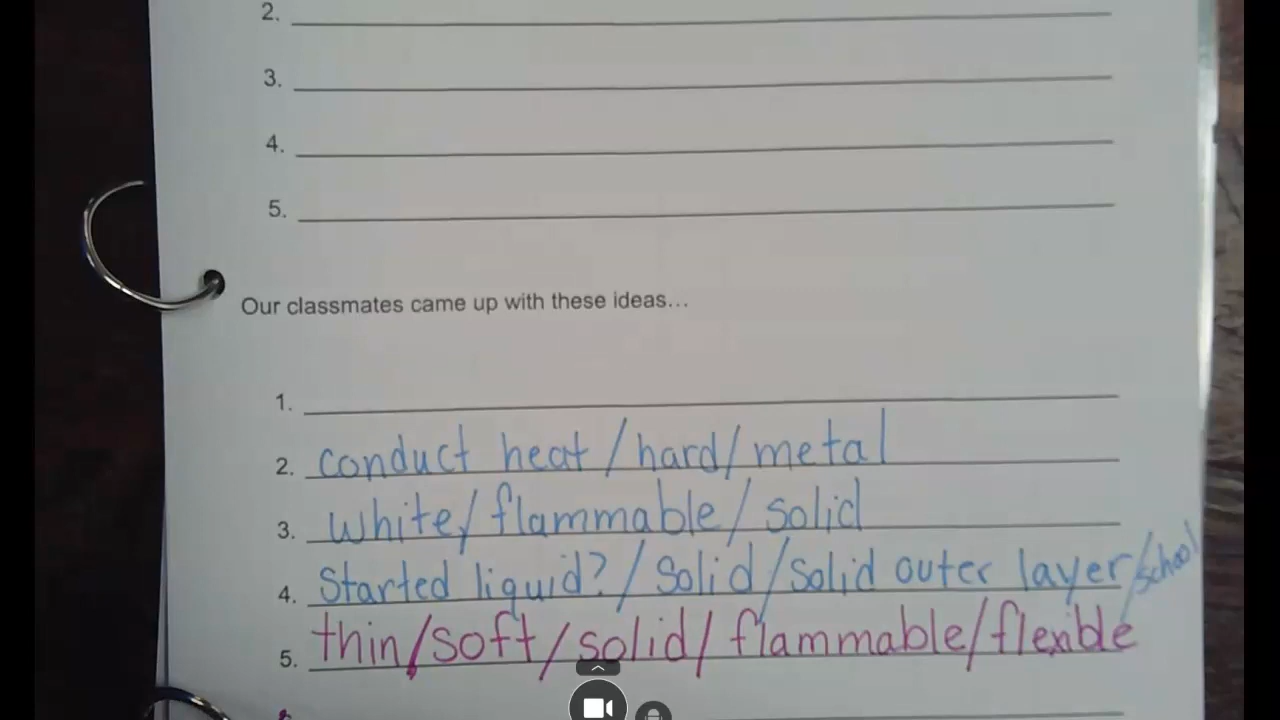 2.
3.
4.
5.
Our classmates came up with these ideas...
1.
2. conduct heat / hard / metal
3. white / flammable / solid
4. Started liquid? / Solid / Solid outer layer / school
5. thin / soft / solid / flammable / flexible